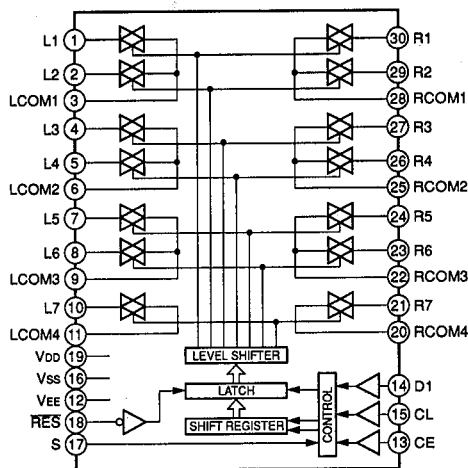 L1 1 30 R1
L2 2 29 R2
LCOM1 3 28 RCOM1
L3 4 27 R3
L4 5 26 R4
LCOM2 6 25 RCOM2
L5 7 24 R5
L6 8 23 R6
LCOM3 9 22 RCOM3
L7 10 21 R7
LCOM4 11 20 RCOM4
VDD 19
LEVEL SHIFTER
VSS 16
LATCH
14 D1
VEE 12
RES 18
SHIFT REGISTER
CONTROL
15 CL
S 17
13 CE